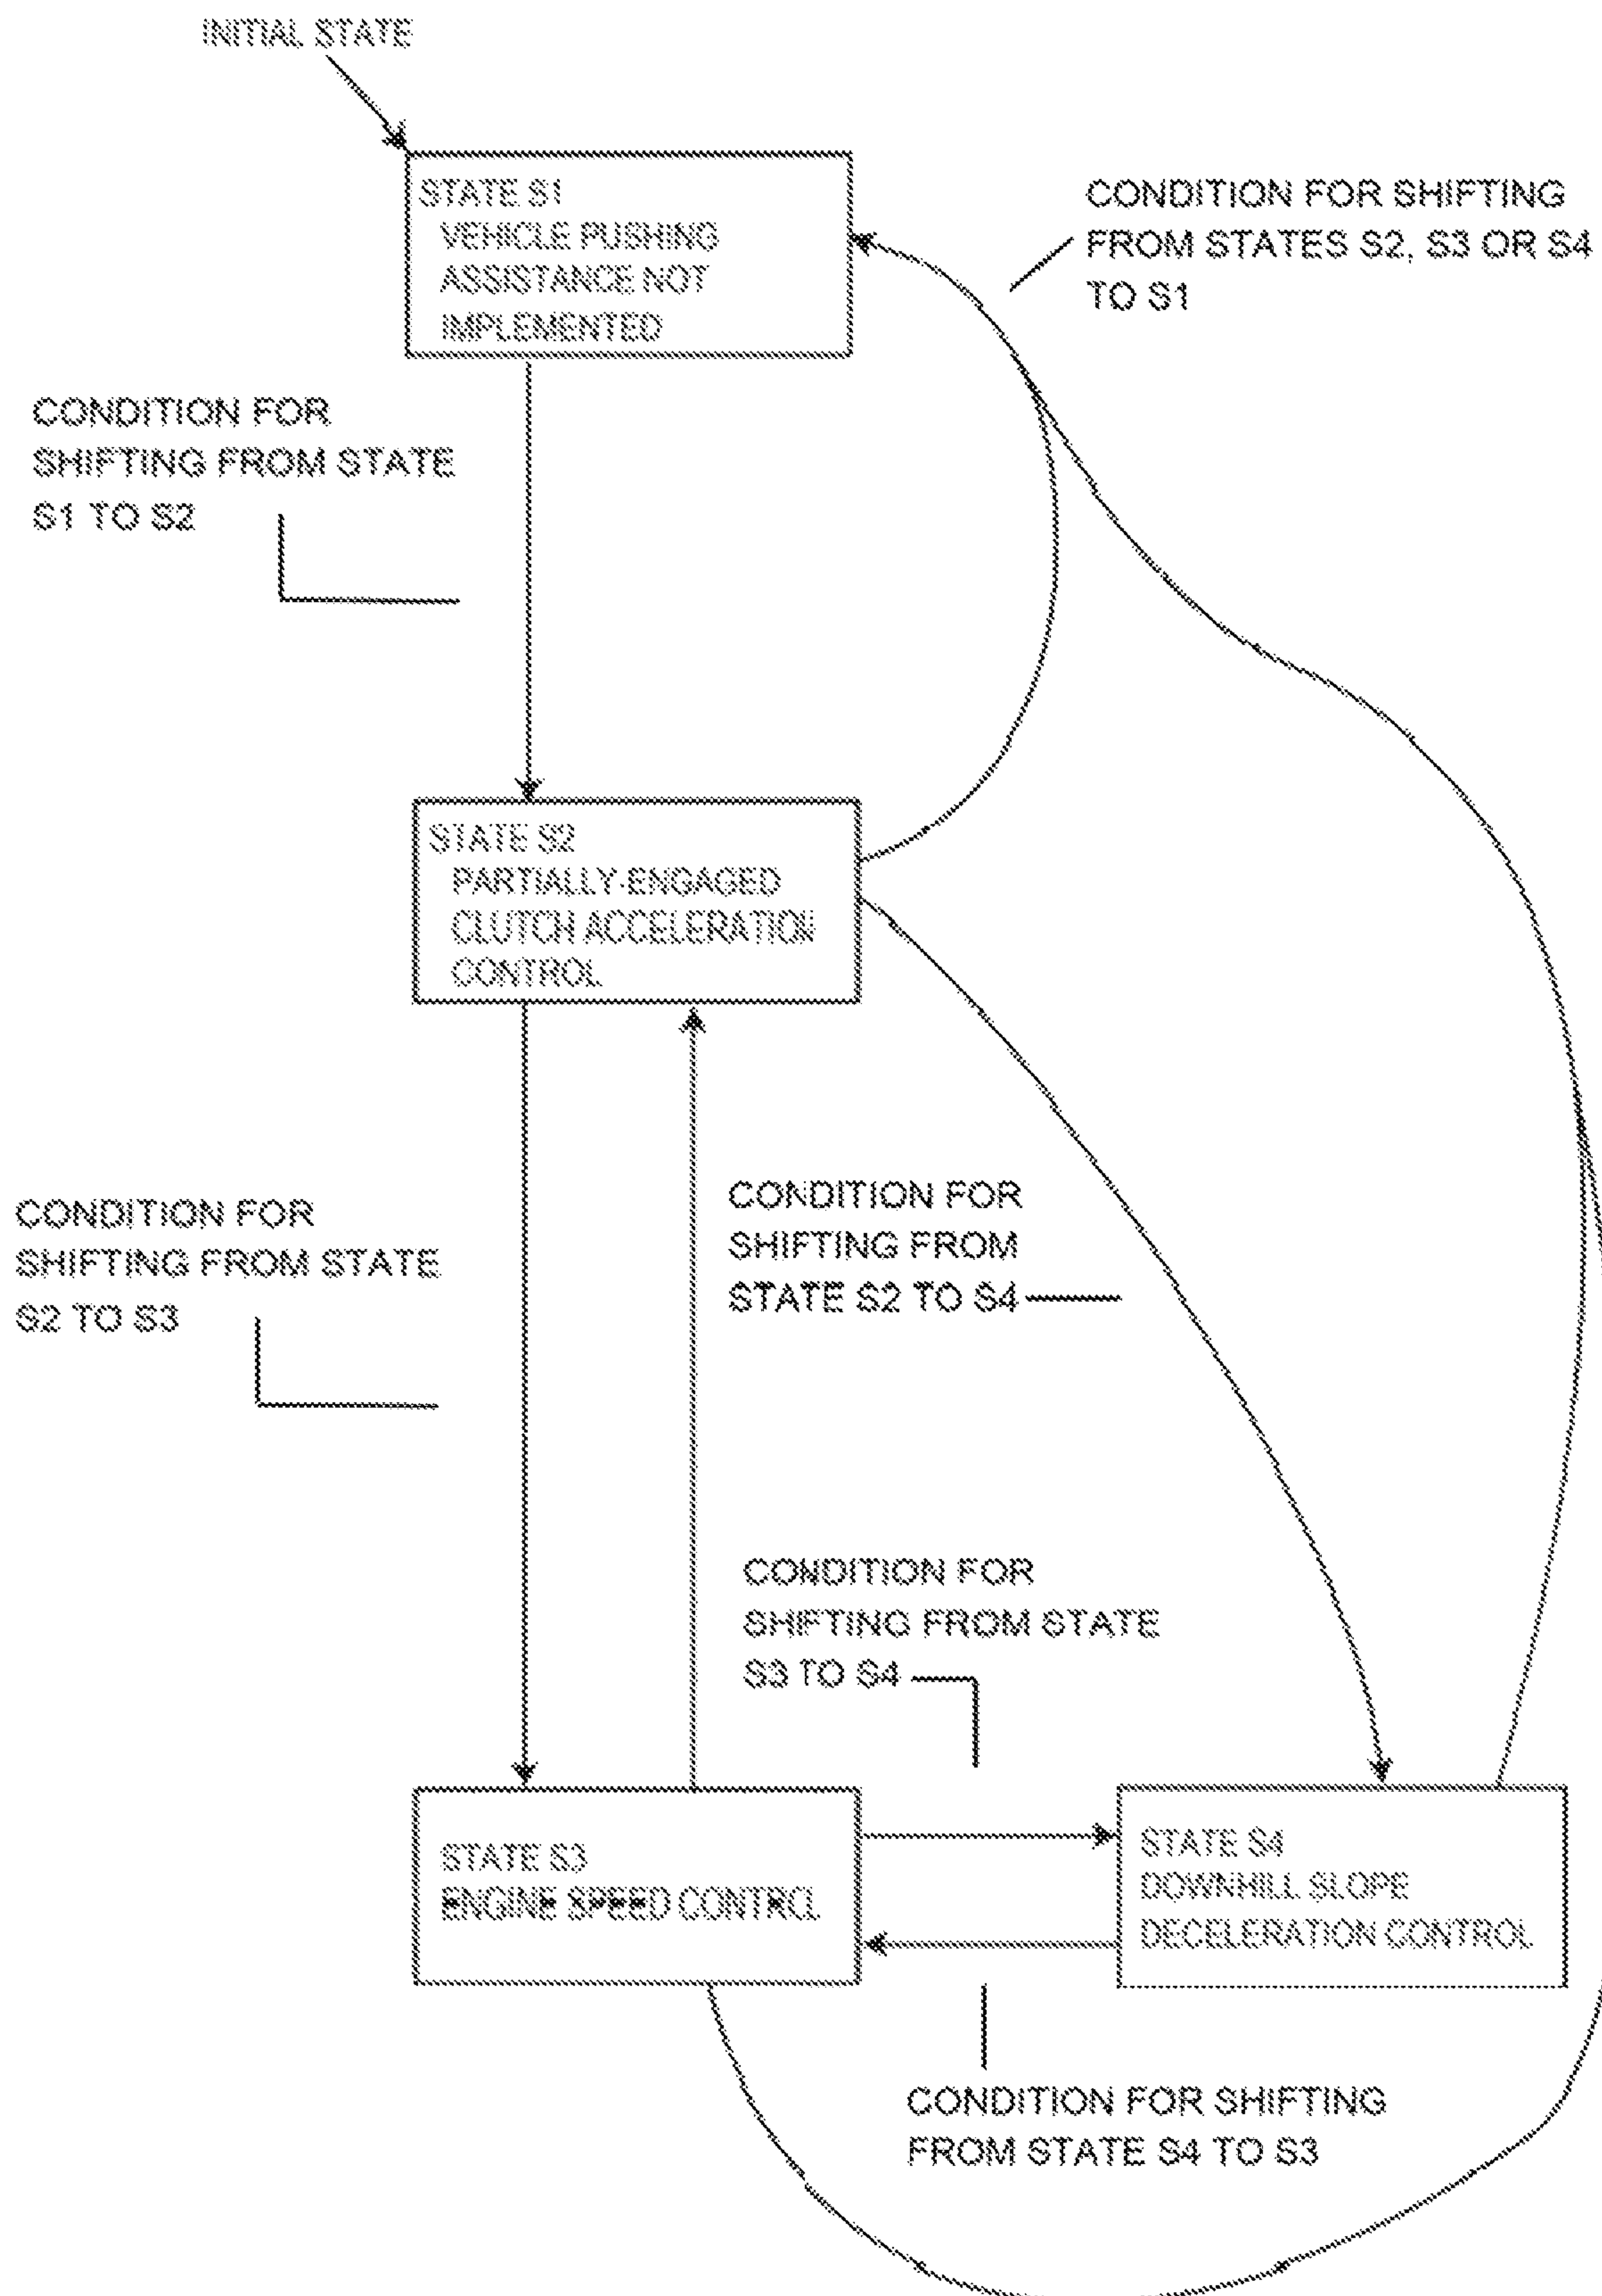 INITIAL STATE
STATE S1
VEHICLE PUSHING
ASSISTANCE NOT
IMPLEMENTED
CONDITION FOR SHIFTING
FROM STATES S2, S3 OR S4
TO S1
CONDITION FOR
SHIFTING FROM STATE
S1 TO S2
STATE S2
PARTIALLY-ENGAGED
CLUTCH ACCELERATION
CONTROL
CONDITION FOR
SHIFTING FROM STATE
S2 TO S3
CONDITION FOR
SHIFTING FROM
STATE S2 TO S4
CONDITION FOR
SHIFTING FROM STATE
S3 TO S4
STATE S3
ENGINE SPEED CONTROL
STATE S4
DOWNHILL SLOPE
DECELERATION CONTROL
CONDITION FOR SHIFTING
FROM STATE S4 TO S3